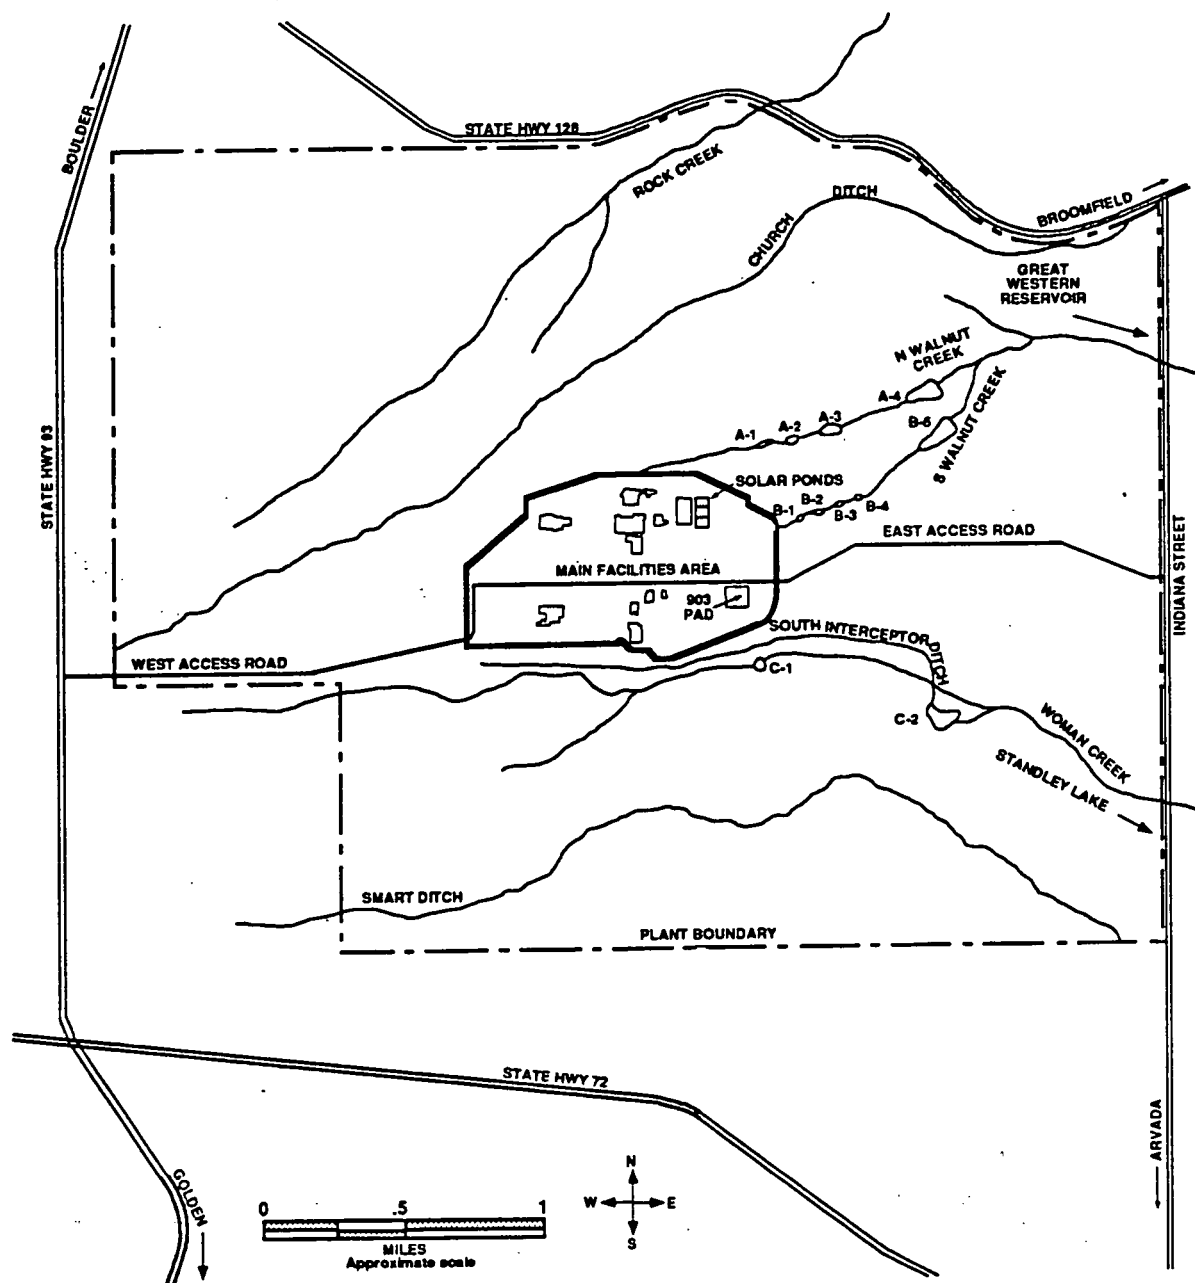 BOULDER
STATE HWY 128
ROCK CREEK
CHURCH
DITCH
BROOMFIELD
GREAT
WESTERN
RESERVOIR
N WALNUT
CREEK
A-4
A-3
A-2
A-1
B-5
S WALNUT CREEK
STATE HWY 93
SOLAR PONDS
B-1
B-2
B-3
B-4
EAST ACCESS ROAD
MAIN FACILITIES AREA
903
PAD
INDIANA STREET
SOUTH INTERCEPTOR
DITCH
WEST ACCESS ROAD
C-1
C-2
WOMAN CREEK
STANDLEY LAKE
SMART DITCH
PLANT BOUNDARY
STATE HWY 72
ARVADA
GOLDEN
N
W
E
S
0 .5 1
MILES
Approximate scale